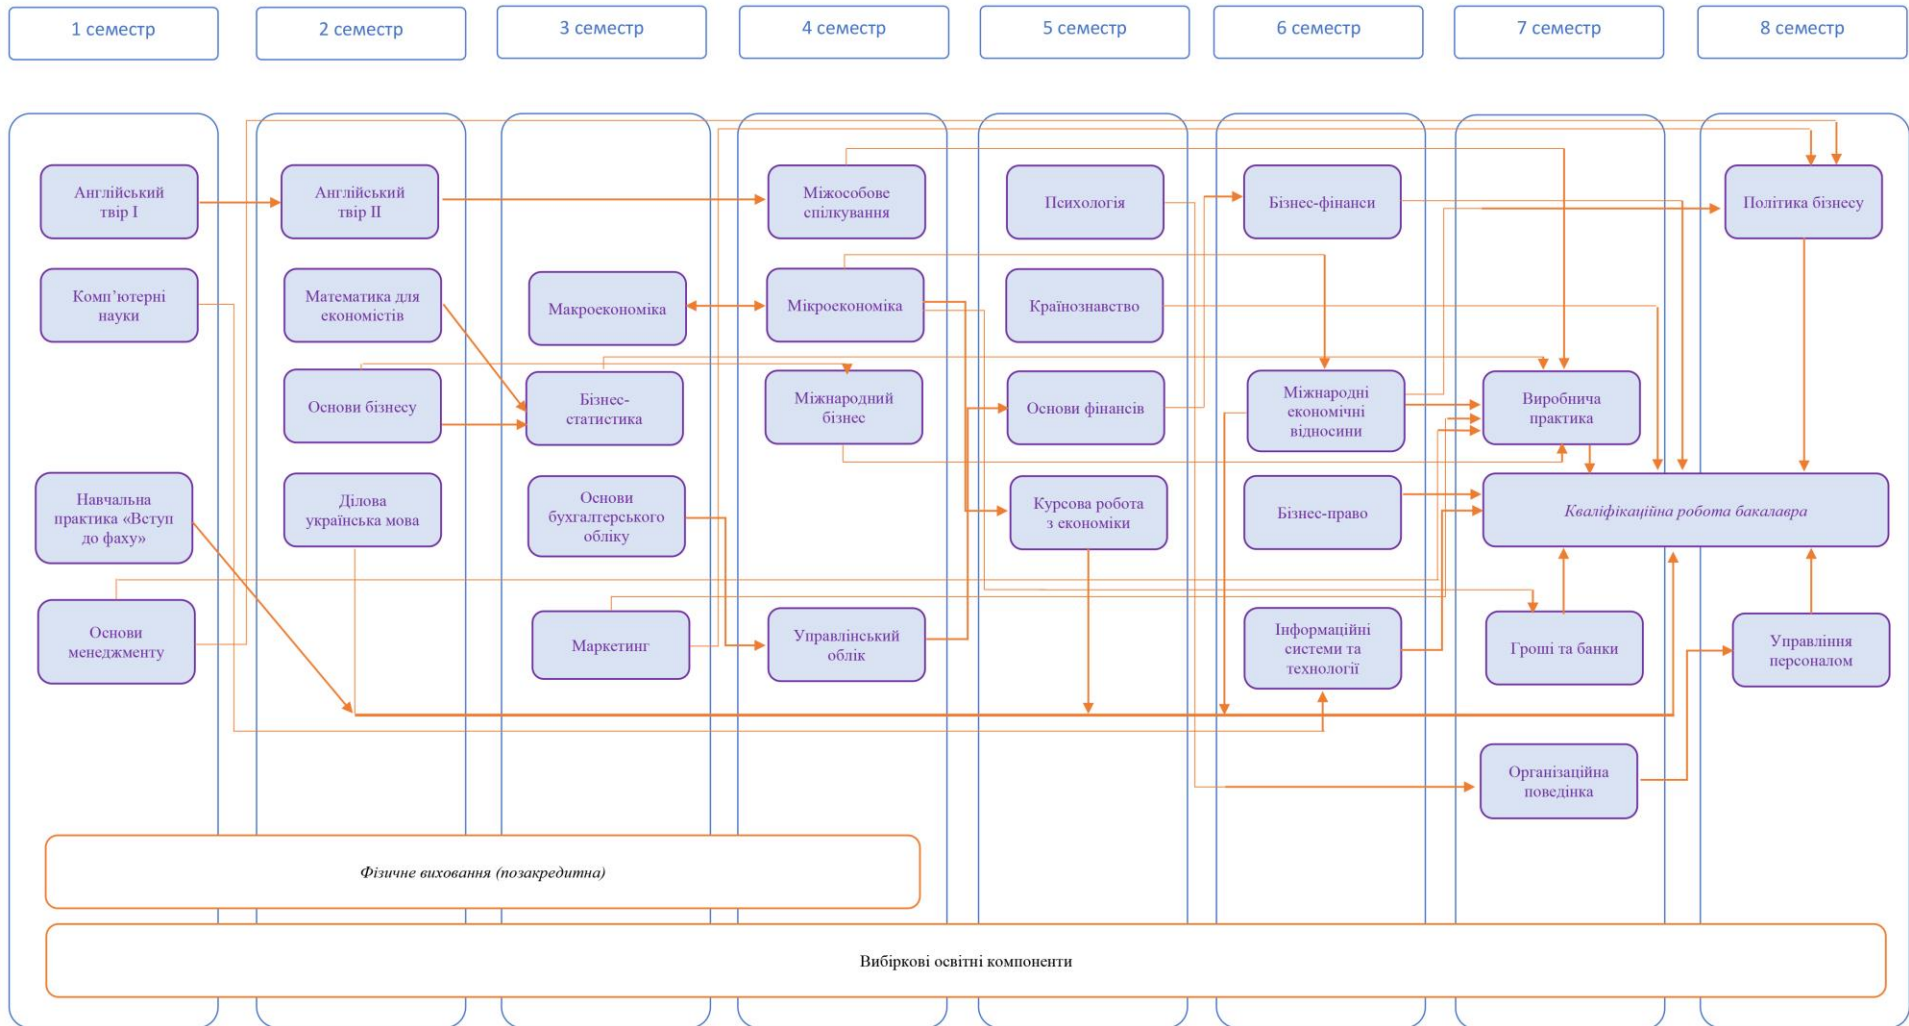 1 семестр
2 семестр
3 семестр
4 семестр
5 семестр
6 семестр
7 семестр
8 семестр
Англійський
твір I
Англійський
твір II
Міжособове
спілкування
Психологія
Бізнес-фінанси
Політика бізнесу
Комп’ютерні
науки
Математика для
економістів
Макроекономіка
Мікроекономіка
Країнознавство
Основи бізнесу
Бізнес-
статистика
Міжнародний
бізнес
Основи фінансів
Міжнародні
економічні
відносини
Виробнича
практика
Навчальна
практика «Вступ
до фаху»
Ділова
українська мова
Основи
бухгалтерського
обліку
Курсова робота
з економіки
Бізнес-право
Кваліфікаційна робота бакалавра
Основи
менеджменту
Маркетинг
Управлінський
облік
Інформаційні
системи та
технології
Гроші та банки
Управління
персоналом
Організаційна
поведінка
Фізичне виховання (позакредитна)
Вибіркові освітні компоненти